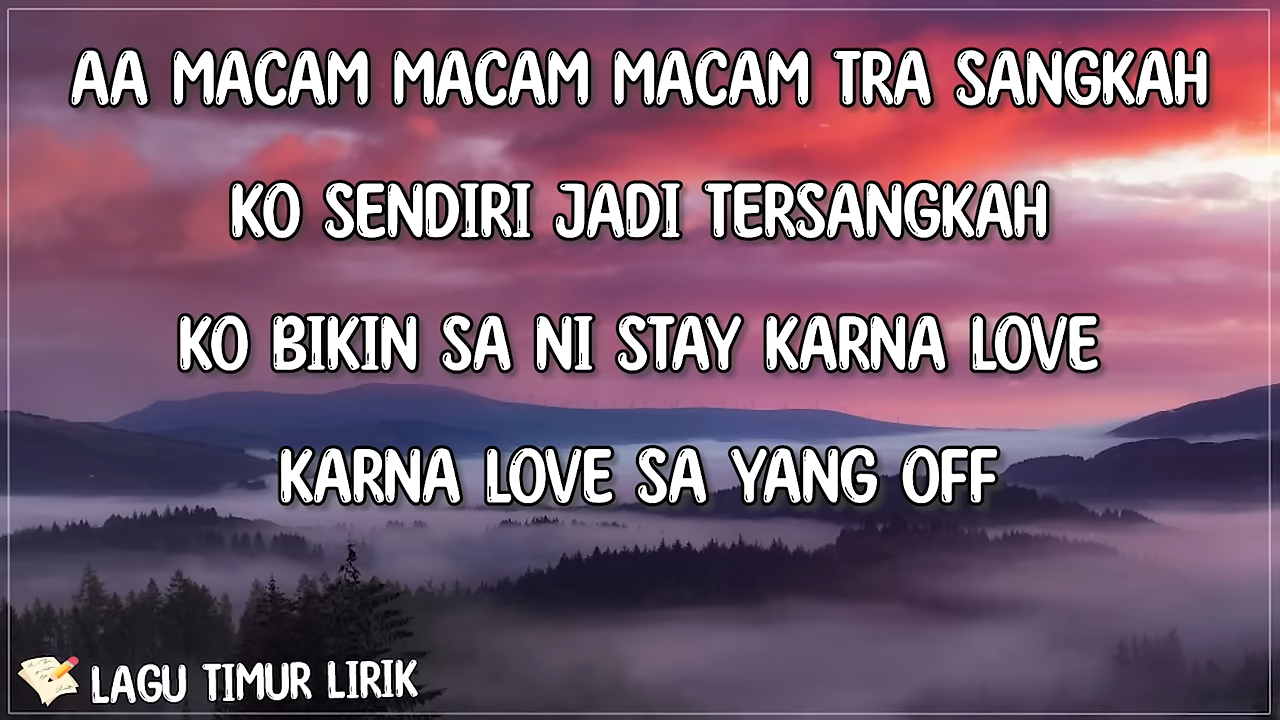 AA MACAM MACAM MACAM TRA SANGKAH
KO SENDIRI JADI TERSANGKAH
KO BIKIN SA NI STAY KARNA LOVE
KARNA LOVE SA YANG OFF
LAGU TIMUR LIRIK